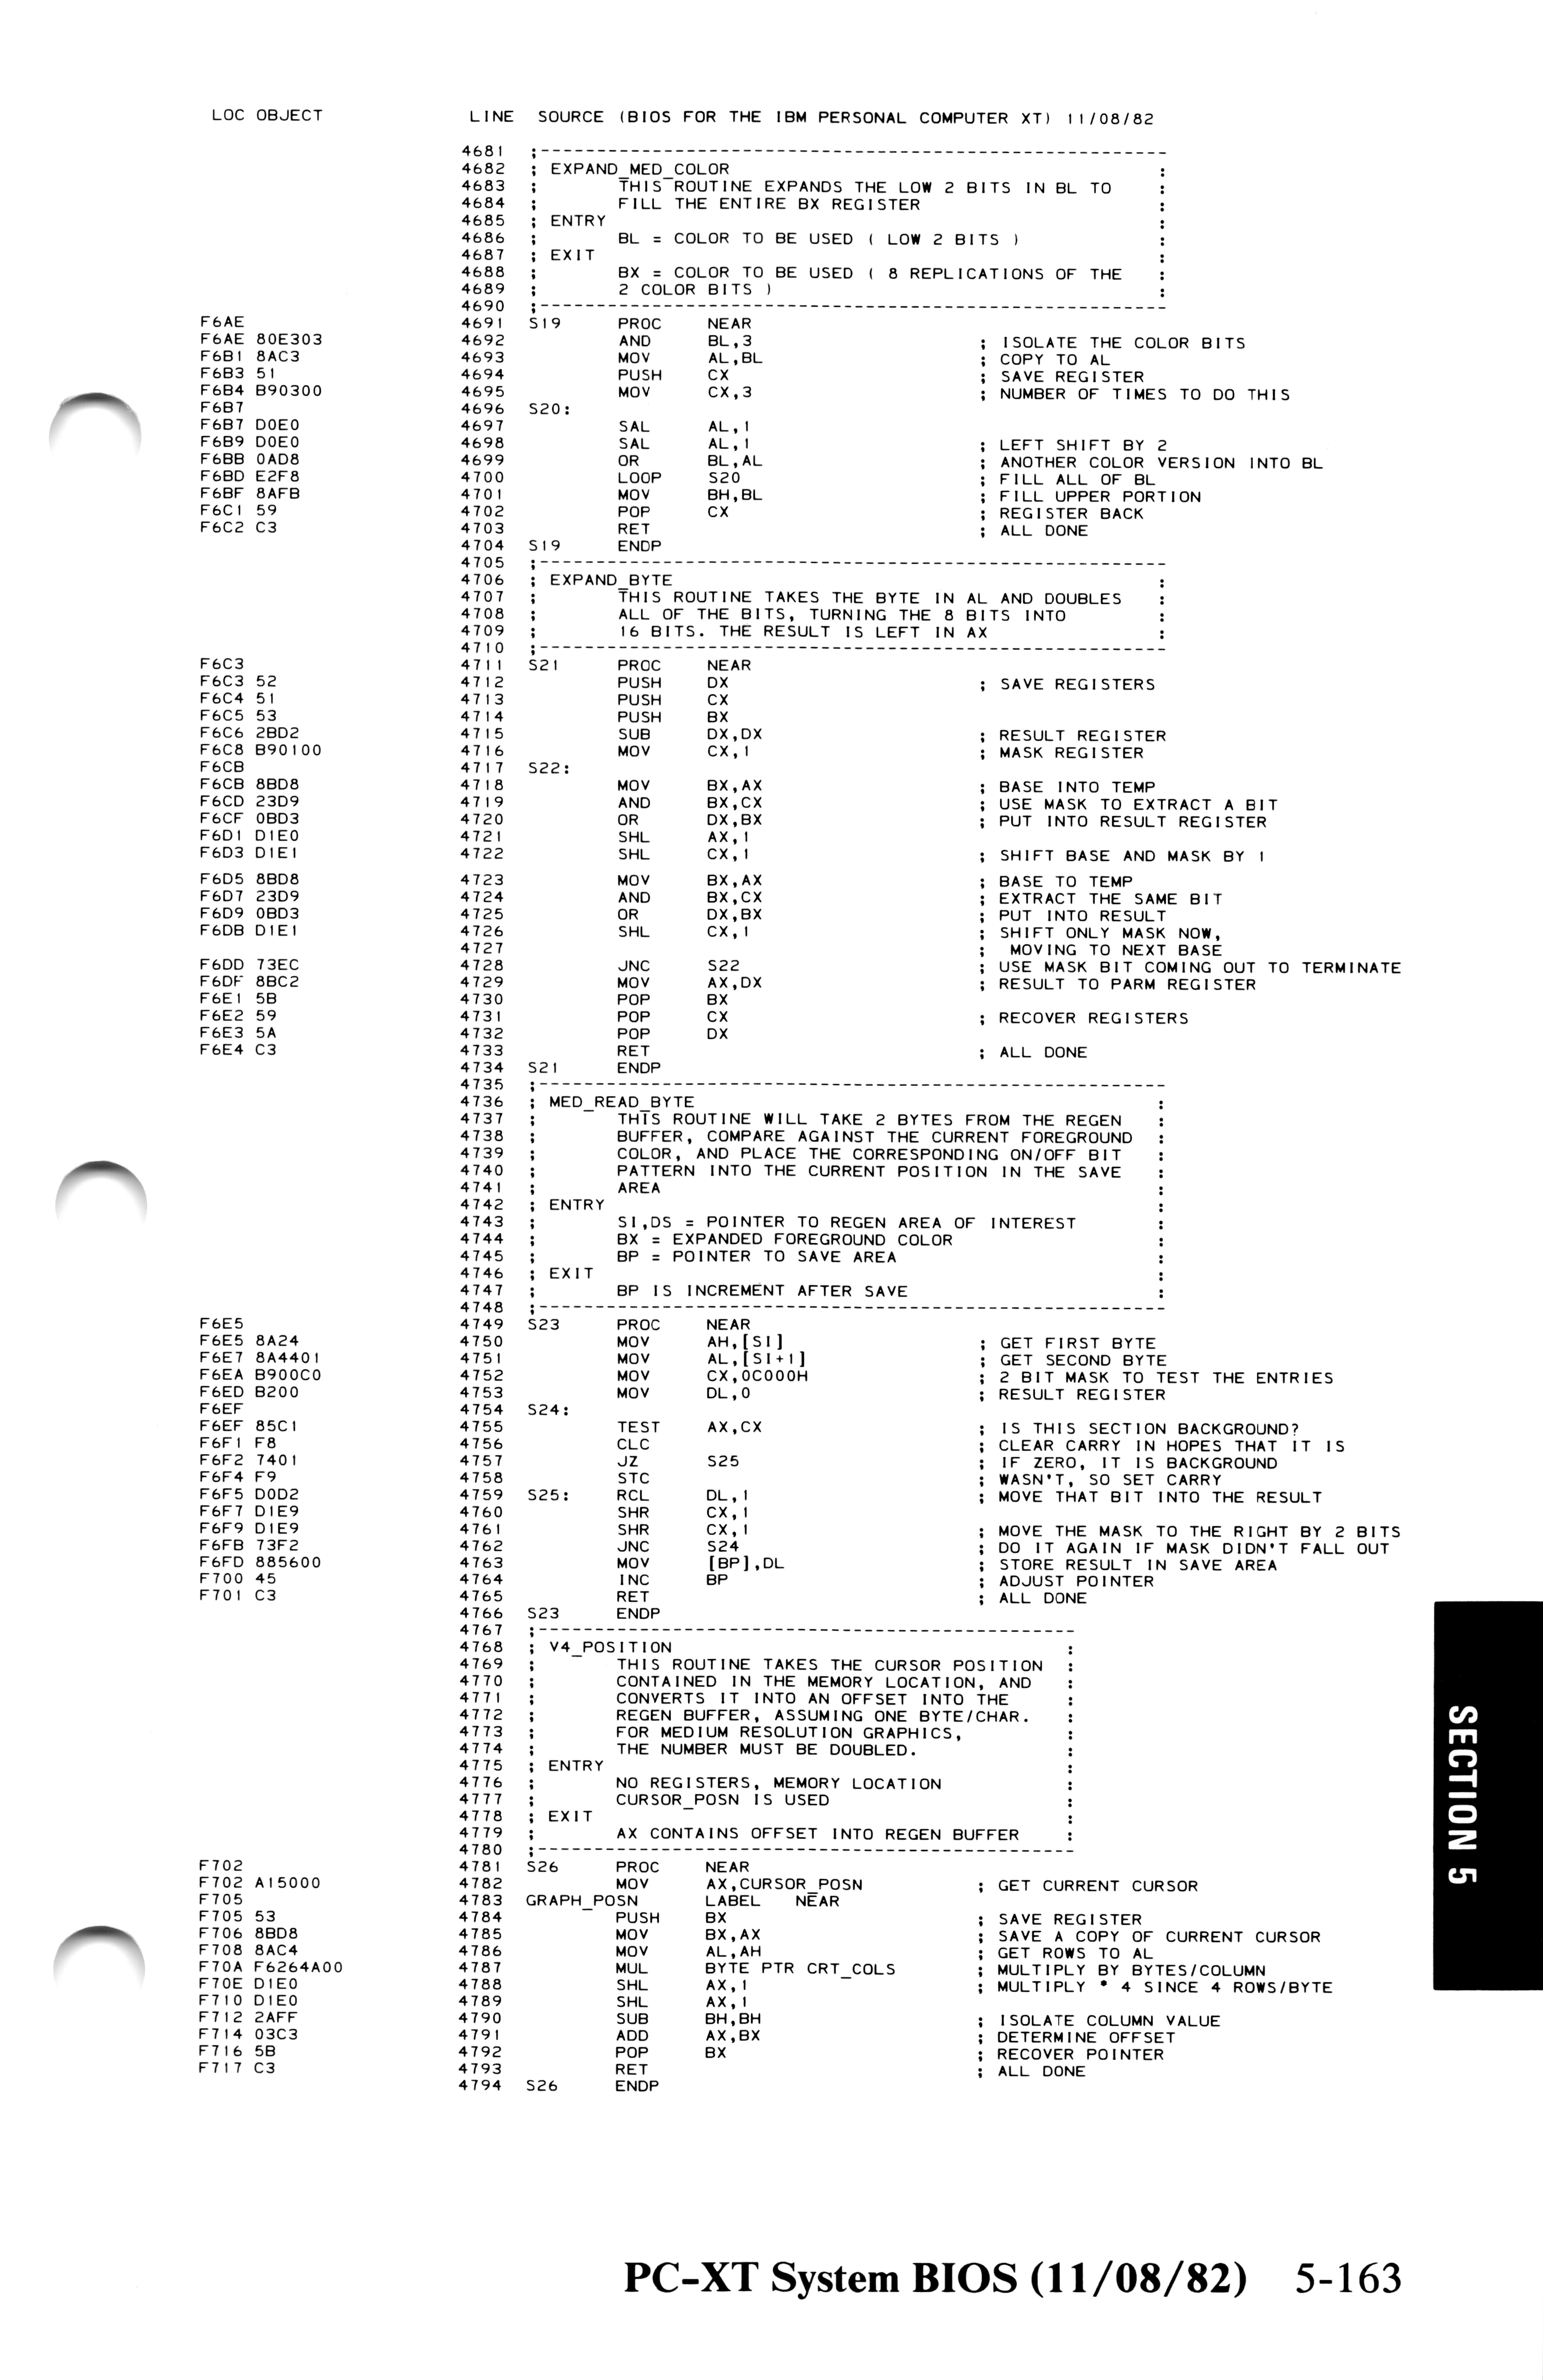 LOC OBJECT LINE SOURCE (BIOS FOR THE IBM PERSONAL COMPUTER XT) 11/08/82
4681 ;---------------------------------------------------------
4682 ; EXPAND_MED_COLOR :
4683 ; THIS ROUTINE EXPANDS THE LOW 2 BITS IN BL TO :
4684 ; FILL THE ENTIRE BX REGISTER :
4685 ; ENTRY :
4686 ; BL = COLOR TO BE USED ( LOW 2 BITS ) :
4687 ; EXIT :
4688 ; BX = COLOR TO BE USED ( 8 REPLICATIONS OF THE :
4689 ; 2 COLOR BITS ) :
4690 ;---------------------------------------------------------
F6AE 4691 S19 PROC NEAR
F6AE 80E303 4692 AND BL,3 ; ISOLATE THE COLOR BITS
F6B1 8AC3 4693 MOV AL,BL ; COPY TO AL
F6B3 51 4694 PUSH CX ; SAVE REGISTER
F6B4 B90300 4695 MOV CX,3 ; NUMBER OF TIMES TO DO THIS
F6B7 4696 S20:
F6B7 D0E0 4697 SAL AL,1
F6B9 D0E0 4698 SAL AL,1 ; LEFT SHIFT BY 2
F6BB 0AD8 4699 OR BL,AL ; ANOTHER COLOR VERSION INTO BL
F6BD E2F8 4700 LOOP S20 ; FILL ALL OF BL
F6BF 8AFB 4701 MOV BH,BL ; FILL UPPER PORTION
F6C1 59 4702 POP CX ; REGISTER BACK
F6C2 C3 4703 RET ; ALL DONE
4704 S19 ENDP
4705 ;---------------------------------------------------------
4706 ; EXPAND_BYTE :
4707 ; THIS ROUTINE TAKES THE BYTE IN AL AND DOUBLES :
4708 ; ALL OF THE BITS, TURNING THE 8 BITS INTO :
4709 ; 16 BITS. THE RESULT IS LEFT IN AX :
4710 ;---------------------------------------------------------
F6C3 4711 S21 PROC NEAR
F6C3 52 4712 PUSH DX ; SAVE REGISTERS
F6C4 51 4713 PUSH CX
F6C5 53 4714 PUSH BX
F6C6 2BD2 4715 SUB DX,DX ; RESULT REGISTER
F6C8 B90100 4716 MOV CX,1 ; MASK REGISTER
F6CB 4717 S22:
F6CB 8BD8 4718 MOV BX,AX ; BASE INTO TEMP
F6CD 23D9 4719 AND BX,CX ; USE MASK TO EXTRACT A BIT
F6CF 0BD3 4720 OR DX,BX ; PUT INTO RESULT REGISTER
F6D1 D1E0 4721 SHL AX,1
F6D3 D1E1 4722 SHL CX,1 ; SHIFT BASE AND MASK BY 1
F6D5 8BD8 4723 MOV BX,AX ; BASE TO TEMP
F6D7 23D9 4724 AND BX,CX ; EXTRACT THE SAME BIT
F6D9 0BD3 4725 OR DX,BX ; PUT INTO RESULT
F6DB D1E1 4726 SHL CX,1 ; SHIFT ONLY MASK NOW,
4727 ; MOVING TO NEXT BASE
F6DD 73EC 4728 JNC S22 ; USE MASK BIT COMING OUT TO TERMINATE
F6DF 8BC2 4729 MOV AX,DX ; RESULT TO PARM REGISTER
F6E1 5B 4730 POP BX
F6E2 59 4731 POP CX ; RECOVER REGISTERS
F6E3 5A 4732 POP DX
F6E4 C3 4733 RET ; ALL DONE
4734 S21 ENDP
4735 ;---------------------------------------------------------
4736 ; MED_READ_BYTE :
4737 ; THIS ROUTINE WILL TAKE 2 BYTES FROM THE REGEN :
4738 ; BUFFER, COMPARE AGAINST THE CURRENT FOREGROUND :
4739 ; COLOR, AND PLACE THE CORRESPONDING ON/OFF BIT :
4740 ; PATTERN INTO THE CURRENT POSITION IN THE SAVE :
4741 ; AREA :
4742 ; ENTRY :
4743 ; SI,DS = POINTER TO REGEN AREA OF INTEREST :
4744 ; BX = EXPANDED FOREGROUND COLOR :
4745 ; BP = POINTER TO SAVE AREA :
4746 ; EXIT :
4747 ; BP IS INCREMENT AFTER SAVE :
4748 ;---------------------------------------------------------
F6E5 4749 S23 PROC NEAR
F6E5 8A24 4750 MOV AH,[SI] ; GET FIRST BYTE
F6E7 8A4401 4751 MOV AL,[SI+1] ; GET SECOND BYTE
F6EA B900C0 4752 MOV CX,0C000H ; 2 BIT MASK TO TEST THE ENTRIES
F6ED B200 4753 MOV DL,0 ; RESULT REGISTER
F6EF 4754 S24:
F6EF 85C1 4755 TEST AX,CX ; IS THIS SECTION BACKGROUND?
F6F1 F8 4756 CLC ; CLEAR CARRY IN HOPES THAT IT IS
F6F2 7401 4757 JZ S25 ; IF ZERO, IT IS BACKGROUND
F6F4 F9 4758 STC ; WASN'T, SO SET CARRY
F6F5 D0D2 4759 S25: RCL DL,1 ; MOVE THAT BIT INTO THE RESULT
F6F7 D1E9 4760 SHR CX,1
F6F9 D1E9 4761 SHR CX,1 ; MOVE THE MASK TO THE RIGHT BY 2 BITS
F6FB 73F2 4762 JNC S24 ; DO IT AGAIN IF MASK DIDN'T FALL OUT
F6FD 885600 4763 MOV [BP],DL ; STORE RESULT IN SAVE AREA
F700 45 4764 INC BP ; ADJUST POINTER
F701 C3 4765 RET ; ALL DONE
4766 S23 ENDP
4767 ;-------------------------------------------------
4768 ; V4_POSITION :
4769 ; THIS ROUTINE TAKES THE CURSOR POSITION :
4770 ; CONTAINED IN THE MEMORY LOCATION, AND :
4771 ; CONVERTS IT INTO AN OFFSET INTO THE :
4772 ; REGEN BUFFER, ASSUMING ONE BYTE/CHAR. :
4773 ; FOR MEDIUM RESOLUTION GRAPHICS, :
4774 ; THE NUMBER MUST BE DOUBLED. :
4775 ; ENTRY :
4776 ; NO REGISTERS, MEMORY LOCATION :
4777 ; CURSOR_POSN IS USED :
4778 ; EXIT :
4779 ; AX CONTAINS OFFSET INTO REGEN BUFFER :
4780 ;-------------------------------------------------
F702 4781 S26 PROC NEAR
F702 A15000 4782 MOV AX,CURSOR_POSN ; GET CURRENT CURSOR
F705 4783 GRAPH_POSN LABEL NEAR
F705 53 4784 PUSH BX ; SAVE REGISTER
F706 8BD8 4785 MOV BX,AX ; SAVE A COPY OF CURRENT CURSOR
F708 8AC4 4786 MOV AL,AH ; GET ROWS TO AL
F70A F6264A00 4787 MUL BYTE PTR CRT_COLS ; MULTIPLY BY BYTES/COLUMN
F70E D1E0 4788 SHL AX,1 ; MULTIPLY * 4 SINCE 4 ROWS/BYTE
F710 D1E0 4789 SHL AX,1
F712 2AFF 4790 SUB BH,BH ; ISOLATE COLUMN VALUE
F714 03C3 4791 ADD AX,BX ; DETERMINE OFFSET
F716 5B 4792 POP BX ; RECOVER POINTER
F717 C3 4793 RET ; ALL DONE
4794 S26 ENDP
SECTION 5
PC-XT System BIOS (11/08/82) 5-163